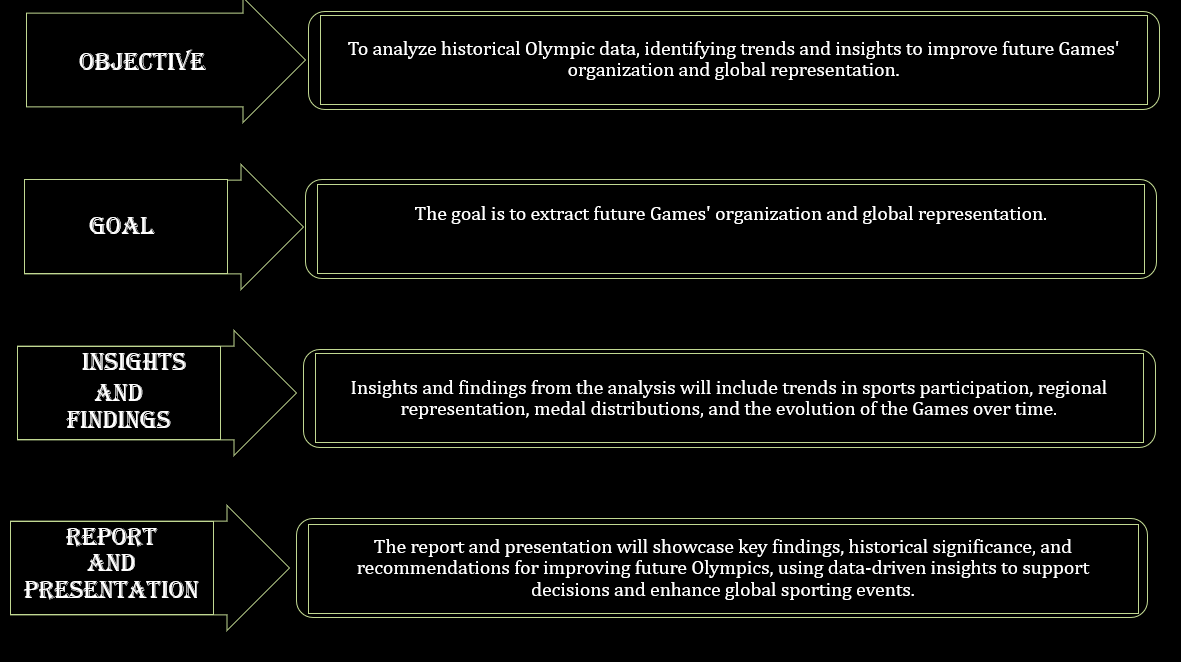 OBJECTIVE
To analyze historical Olympic data, identifying trends and insights to improve future Games'
organization and global representation.
GOAL
The goal is to extract future Games' organization and global representation.
INSIGHTS
AND
FINDINGS
Insights and findings from the analysis will include trends in sports participation, regional
representation, medal distributions, and the evolution of the Games over time.
REPORT
AND
PRESENTATION
The report and presentation will showcase key findings, historical significance, and
recommendations for improving future Olympics, using data-driven insights to support
decisions and enhance global sporting events.